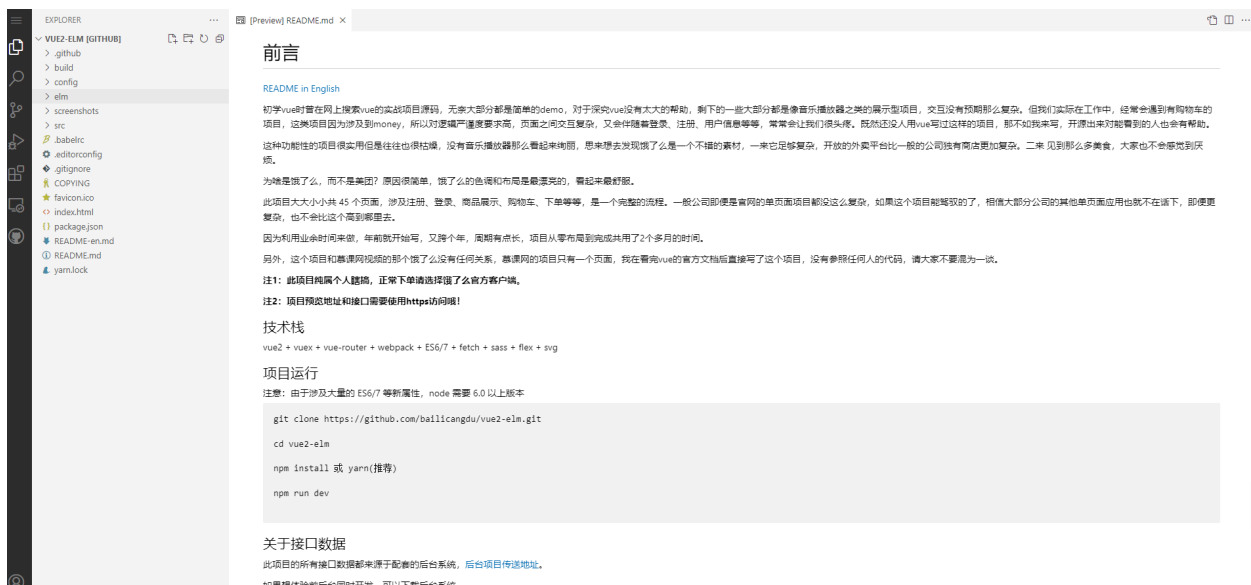 EXPLORER
[Preview] README.md
VUE2-ELM [GITHUB]
.github
build
config
elm
screenshots
src
.babelrc
.editorconfig
.gitignore
COPYING
favicon.ico
index.html
package.json
README-en.md
README.md
yarn.lock
前言
README in English
初学vue时曾在网上搜索vue的实战项目源码，无奈大部分都是简单的demo，对于深究vue没有太大的帮助，剩下的一些大部分都是像音乐播放器之类的展示型项目，交互没有预期那么复杂。但我们实际在工作中，经常会遇到有购物车的
项目，这类项目因为涉及到money，所以对逻辑严谨度要求高，页面之间交互复杂，又会伴随着登录、注册、用户信息等等，常常会让我们很头疼。既然还没人用vue写过这样的项目，那不如我来写，开源出来对能看到的人也会有帮助。
这种功能性的项目很实用但是往往也很枯燥，没有音乐播放器那么看起来绚丽，思来想去发现饿了么是一个不错的素材，一来它足够复杂，开放的外卖平台比一般的公司独有商店更加复杂。二来 见到那么多美食，大家也不会感觉到厌
烦。
为啥是饿了么，而不是美团？原因很简单，饿了么的色调和布局是最漂亮的，看起来最舒服。
此项目大大小小共 45 个页面，涉及注册、登录、商品展示、购物车、下单等等，是一个完整的流程。一般公司即便是官网的单页面项目都没这么复杂，如果这个项目能驾驭的了，相信大部分公司的其他单页面应用也就不在话下，即便更
复杂，也不会比这个高到哪里去。
因为利用业余时间来做，年前就开始写，又跨个年，周期有点长，项目从零布局到完成共用了2个多月的时间。
另外，这个项目和慕课网视频的那个饿了么没有任何关系，慕课网的项目只有一个页面，我在看完vue的官方文档后直接写了这个项目，没有参照任何人的代码，请大家不要混为一谈。
注1：此项目纯属个人瞎搞，正常下单请选择饿了么官方客户端。
注2：项目预览地址和接口需要使用https访问哦！
技术栈
vue2 + vuex + vue-router + webpack + ES6/7 + fetch + sass + flex + svg
项目运行
注意：由于涉及大量的 ES6/7 等新属性，node 需要 6.0 以上版本
git clone https://github.com/bailicangdu/vue2-elm.git
cd vue2-elm
npm install 或 yarn(推荐)
npm run dev
关于接口数据
此项目的所有接口数据都来源于配套的后台系统，后台项目传送地址。